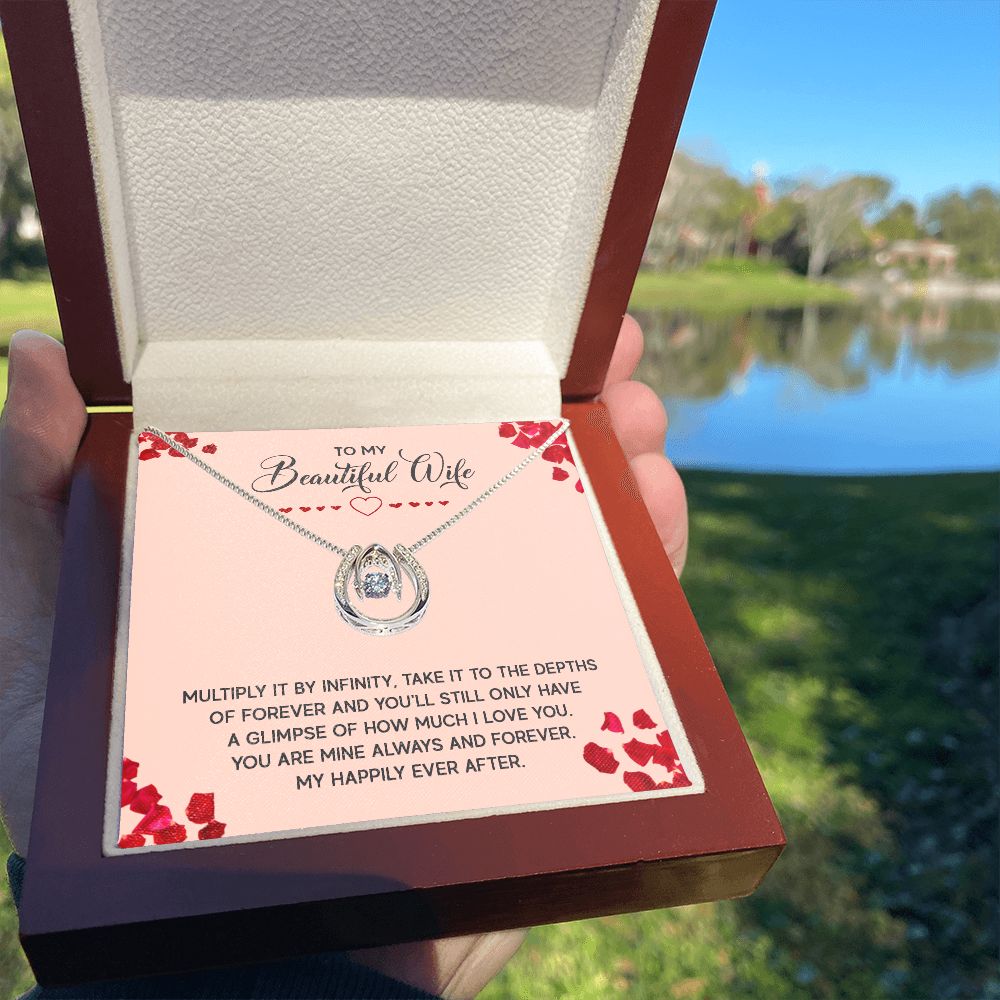 TO MY
Beautiful Wife
MULTIPLY IT BY INFINITY, TAKE IT TO THE DEPTHS
OF FOREVER AND YOU'LL STILL ONLY HAVE
A GLIMPSE OF HOW MUCH I LOVE YOU.
YOU ARE MINE ALWAYS AND FOREVER.
MY HAPPILY EVER AFTER.